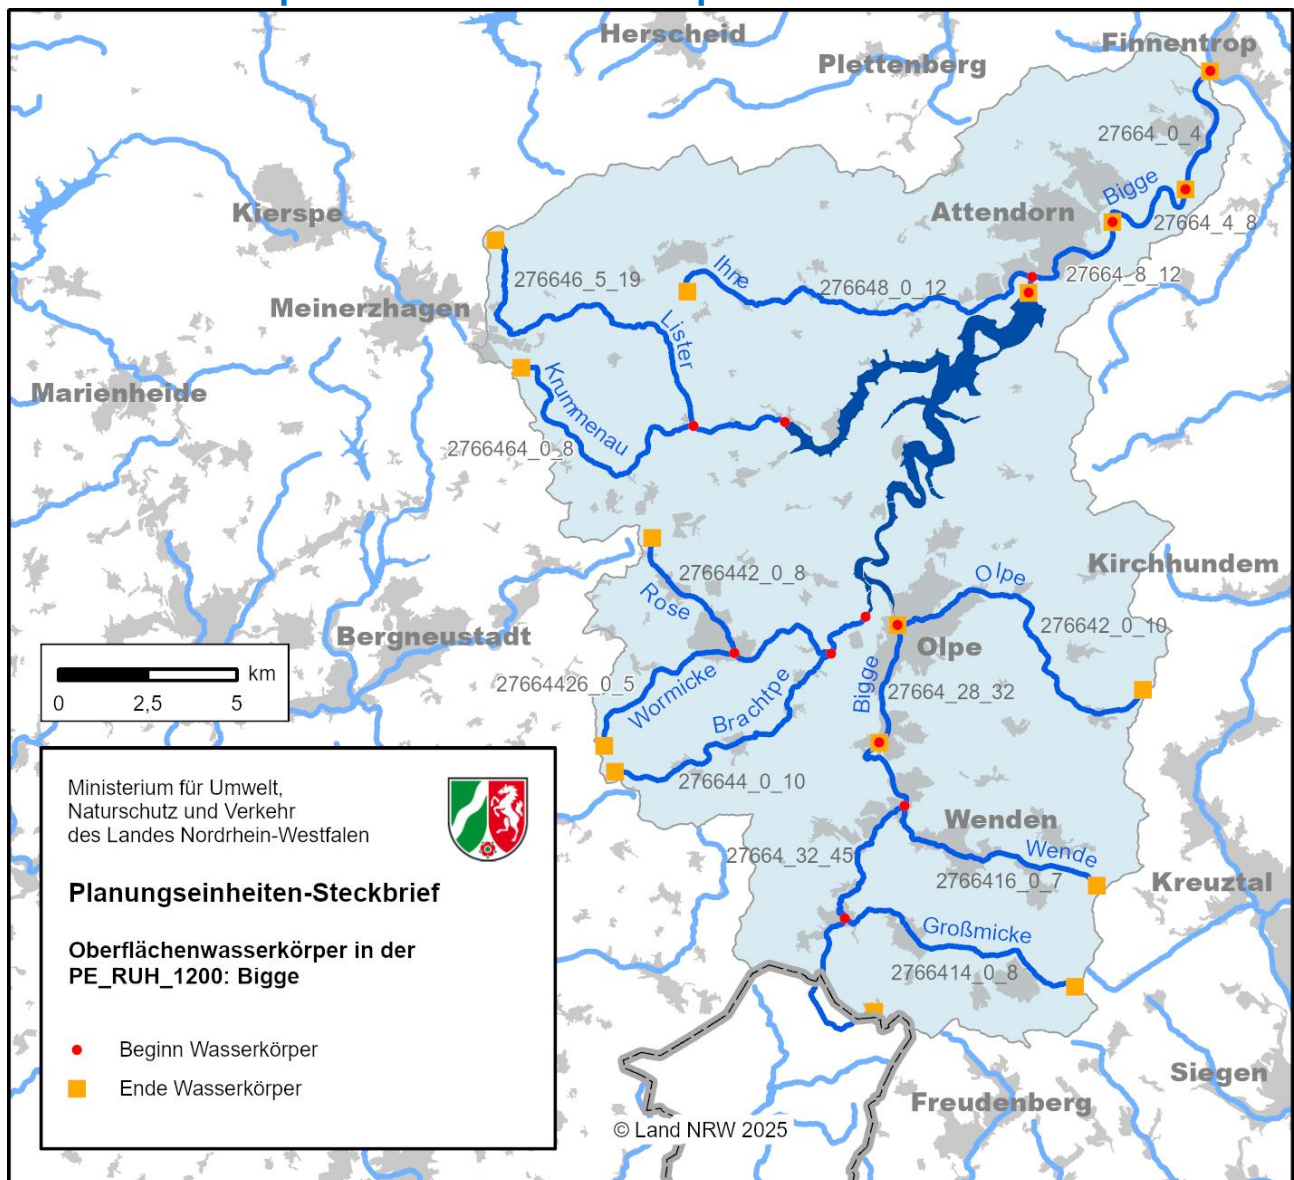 Herscheid
Finnentrop
Plettenberg
27664_0_4
Kierspe
Bigge
Attendorn
27664_4_8
Ihne
276646_5_19
27664_8_12
276648_0_12
Meinerzhagen
Lister
Marienheide
Krummenau
2766464_0_8
Kirchhundem
2766442_0_8
Olpe
Rose
276642_0_10
Bergneustadt
Olpe
km
0
2,5
5
27664426_0_5
Wormicke
Brachtpe
Bigge
27664_28_32
276644_0_10
Ministerium für Umwelt,
Naturschutz und Verkehr
des Landes Nordrhein-Westfalen
Wenden
27664_32_45
Wende
2766416_0_7
Kreuztal
Planungseinheiten-Steckbrief
Großmicke
Oberflächenwasserkörper in der
PE_RUH_1200: Bigge
2766414_0_8
Beginn Wasserkörper
Ende Wasserkörper
Siegen
Freudenberg
© Land NRW 2025